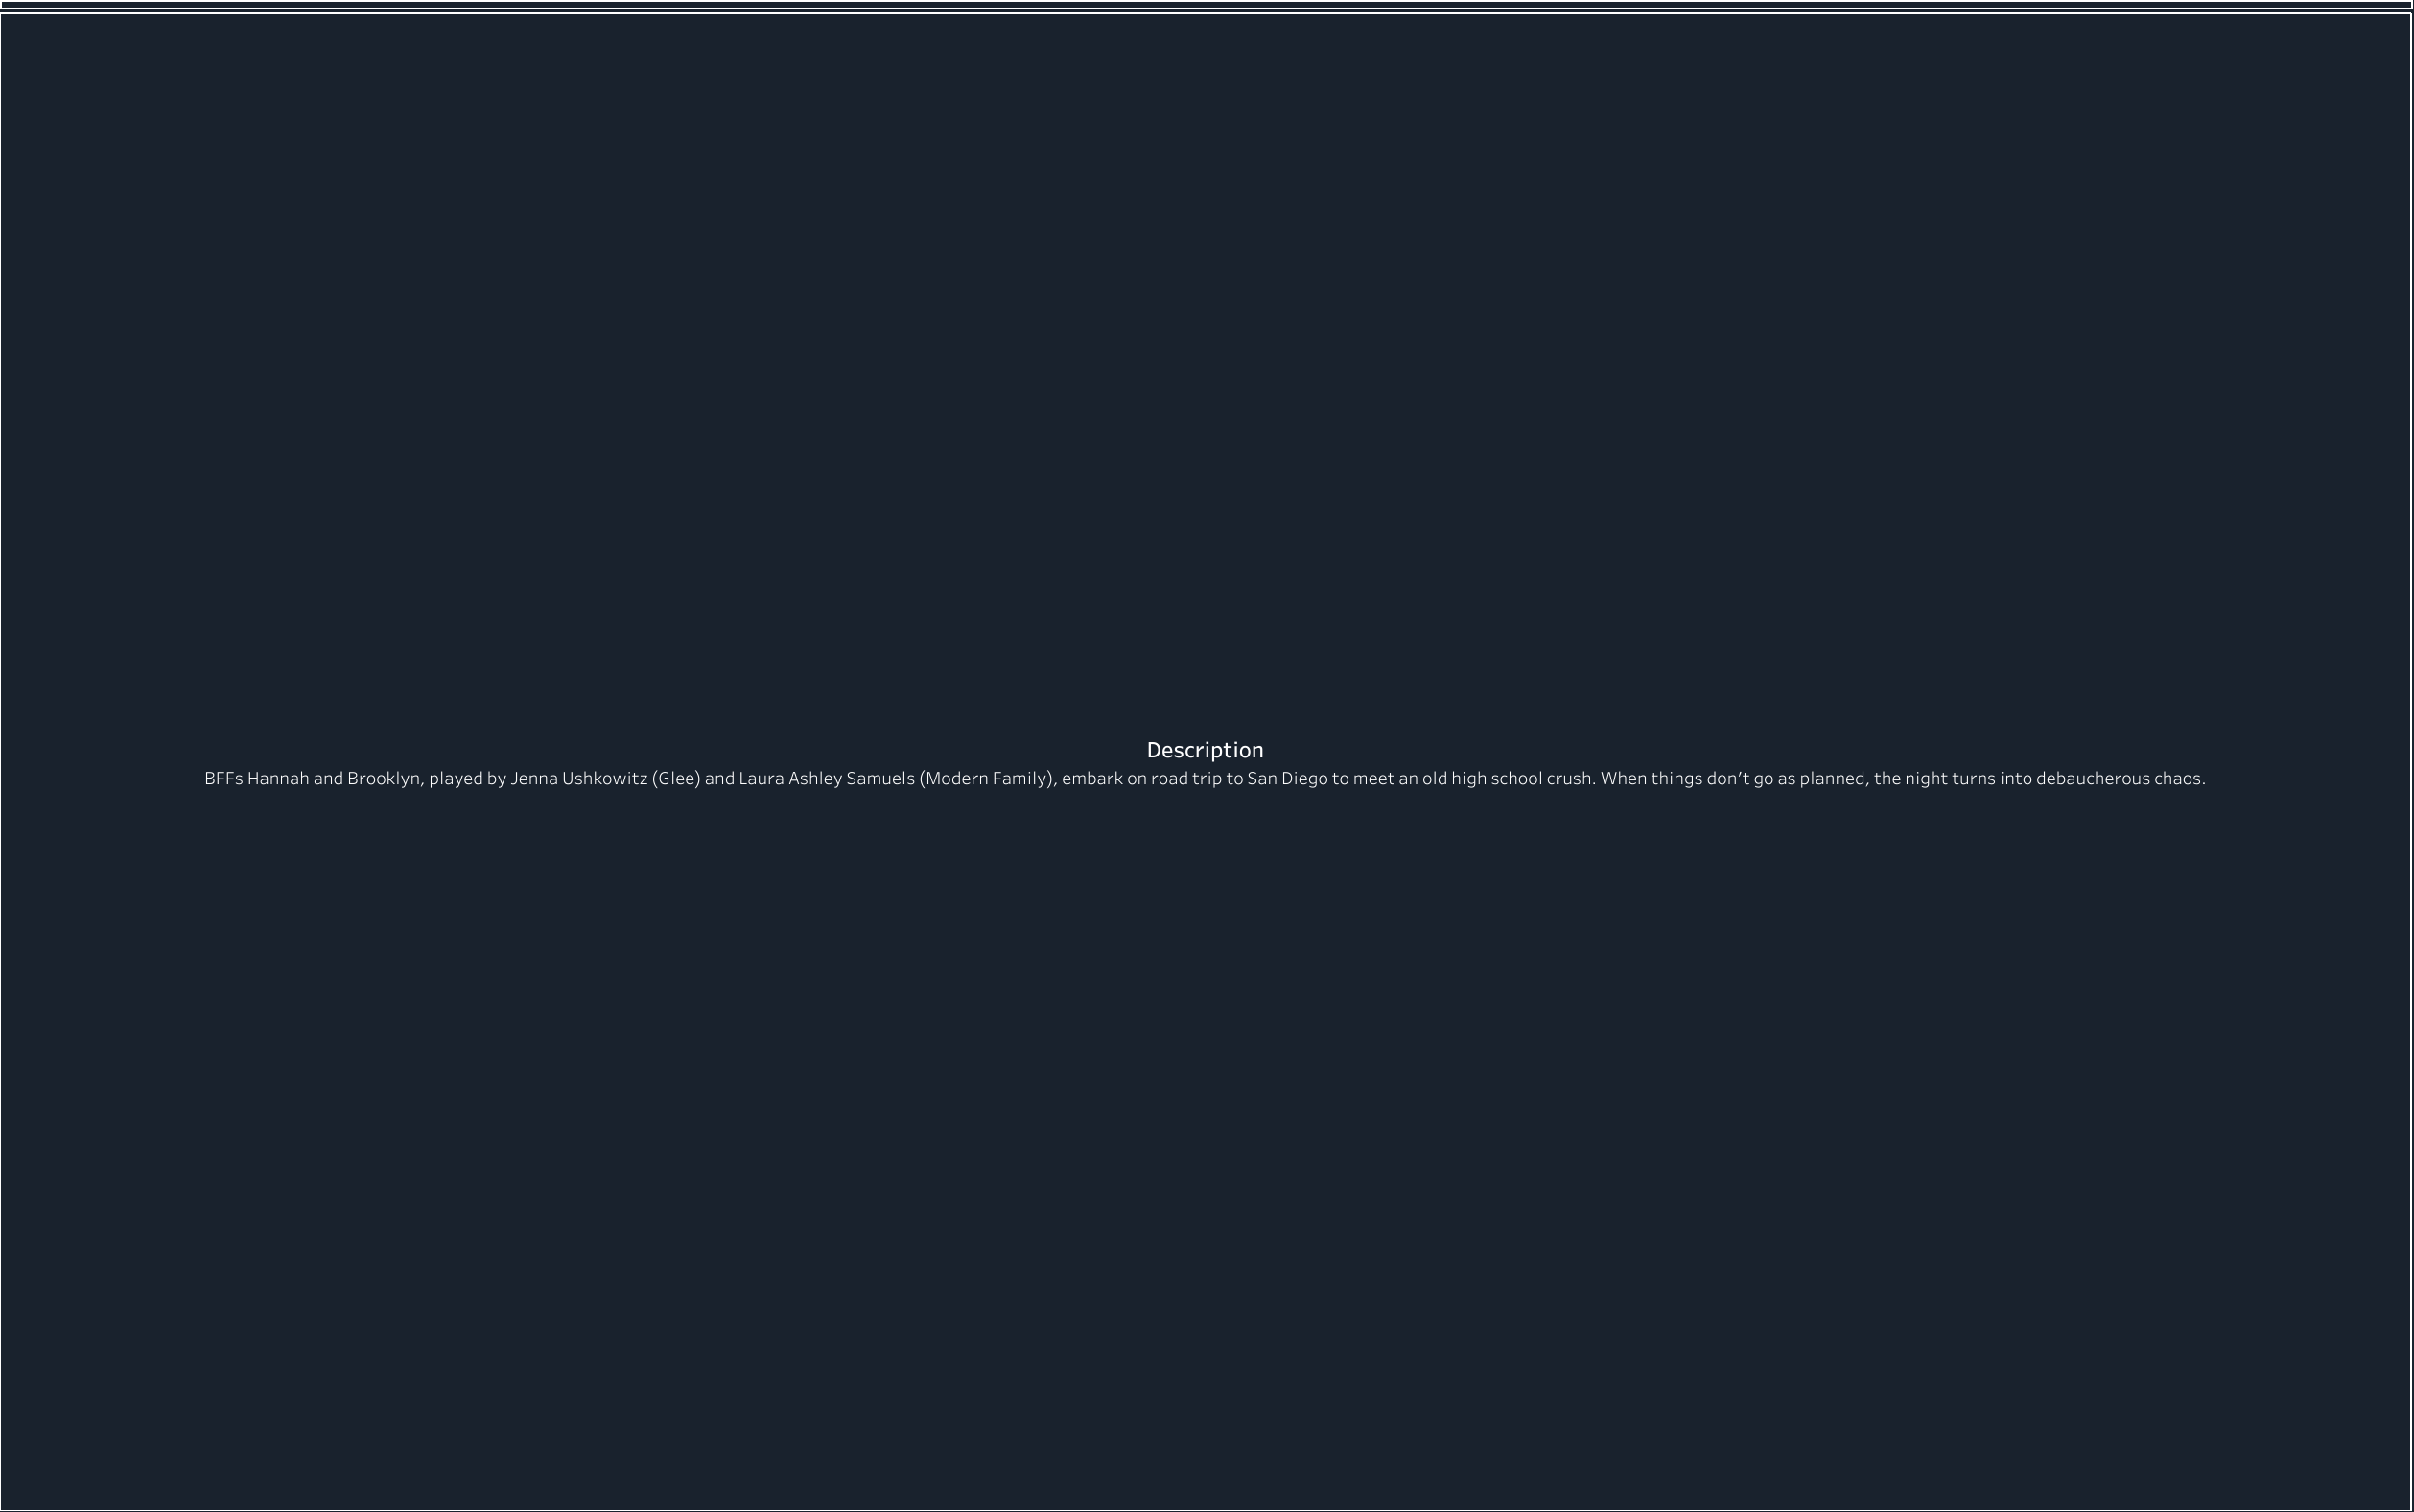 Description
BFFs Hannah and Brooklyn, played by Jenna Ushkowitz (Glee) and Laura Ashley Samuels (Modern Family), embark on road trip to San Diego to meet an old high school crush. When things don’t go as planned, the night turns into debaucherous chaos.